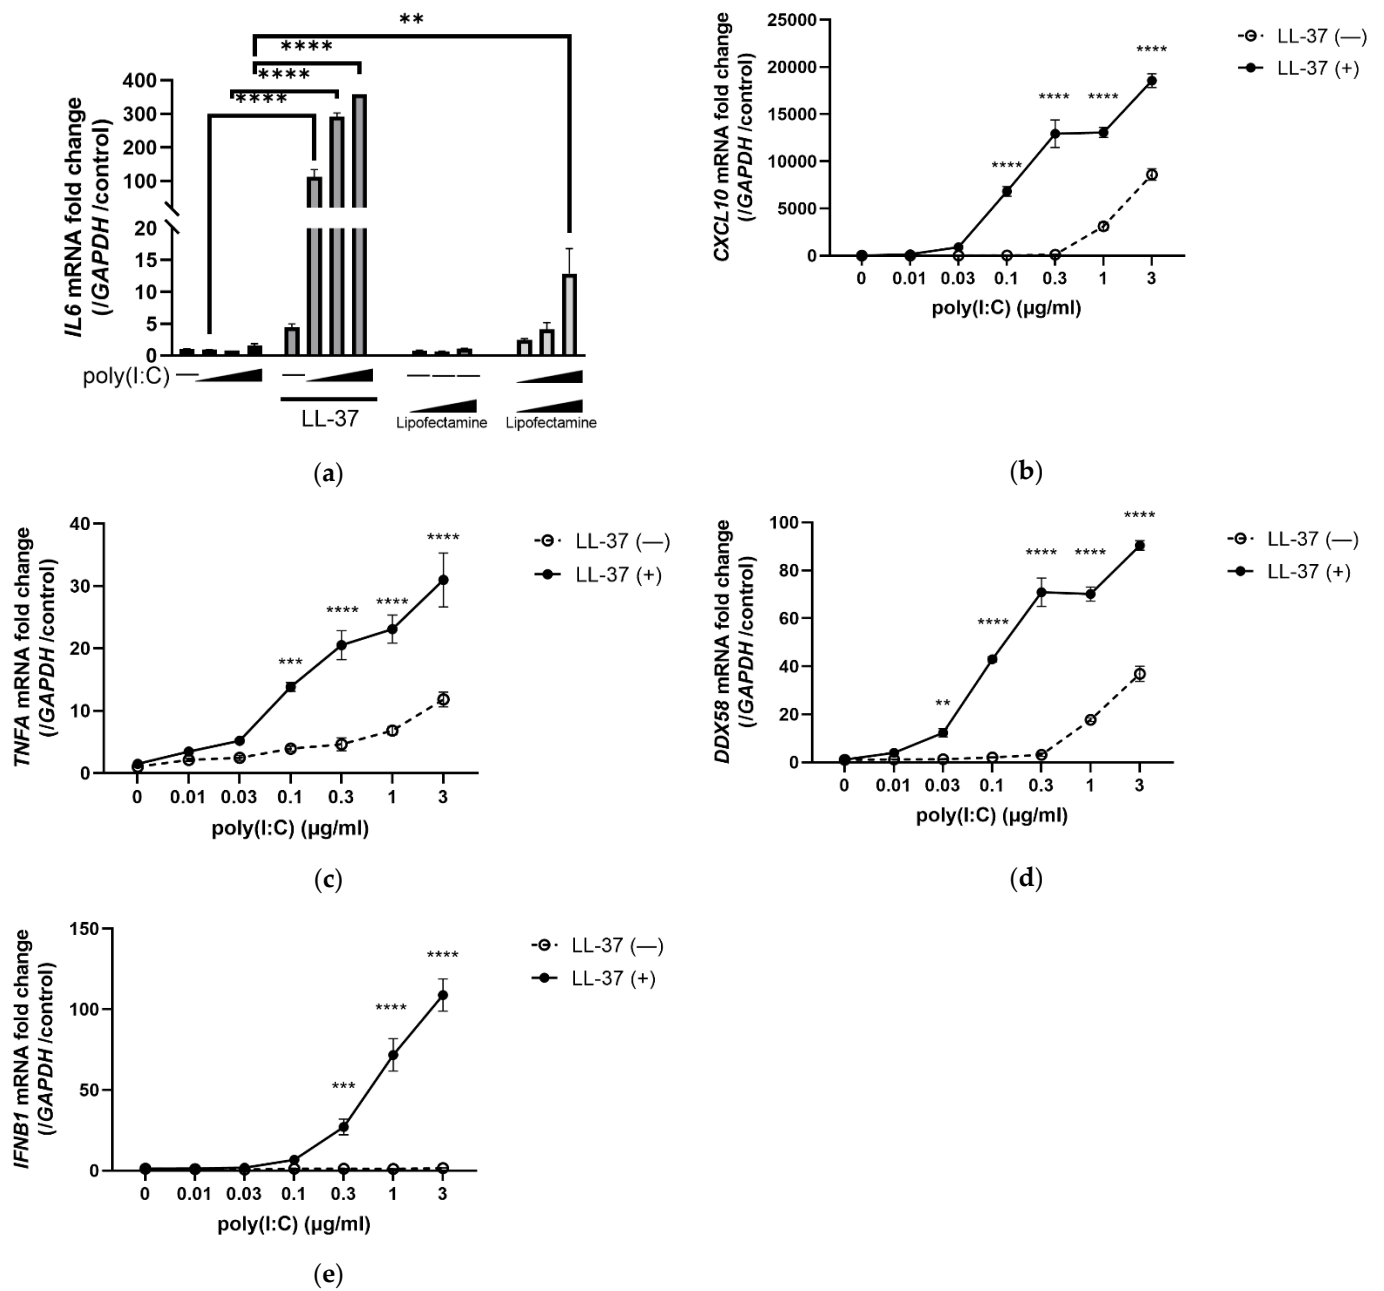 **
****
****
****
400
300
200
100
20
15
10
5
0
IL6 mRNA fold change
(/GAPDH /control)
poly(I:C)
LL-37
Lipofectamine
Lipofectamine
(a)
25000
20000
15000
10000
5000
0
CXCL10 mRNA fold change
(/GAPDH /control)
****
****
****
****
0 0.01 0.03 0.1 0.3 1 3
poly(I:C) (µg/ml)
LL-37 (—)
LL-37 (+)
(b)
40
30
20
10
0
TNFA mRNA fold change
(/GAPDH /control)
***
****
****
****
0 0.01 0.03 0.1 0.3 1 3
poly(I:C) (µg/ml)
LL-37 (—)
LL-37 (+)
(c)
100
80
60
40
20
0
DDX58 mRNA fold change
(/GAPDH /control)
**
****
****
****
****
0 0.01 0.03 0.1 0.3 1 3
poly(I:C) (µg/ml)
LL-37 (—)
LL-37 (+)
(d)
150
100
50
0
IFNB1 mRNA fold change
(/GAPDH /control)
***
****
****
0 0.01 0.03 0.1 0.3 1 3
poly(I:C) (µg/ml)
LL-37 (—)
LL-37 (+)
(e)